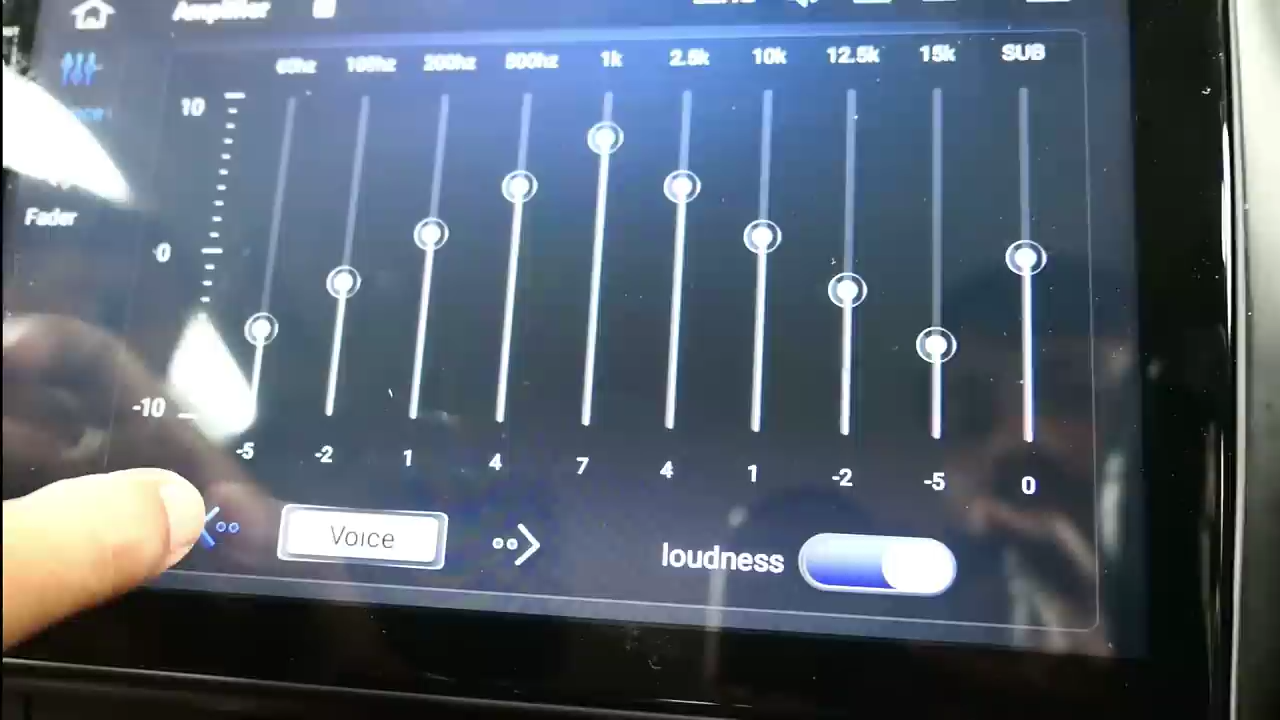 Amplifier
60hz 100hz 200hz 500hz 1k 2.5k 10k 12.5k 15k SUB
10
Fader
0
-10
-5 -2 1 4 7 4 1 -2 -5 0
Voice loudness